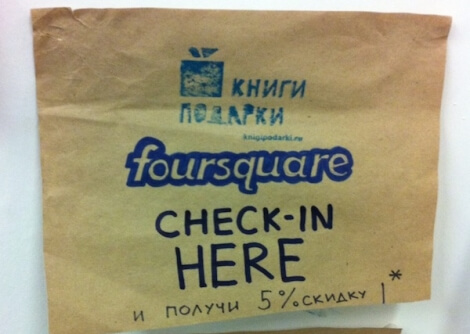 КНИГИ
ПОДАРКИ
knigipodarki.ru
foursquare
CHECK-IN
HERE
и получи 5% скидку !*